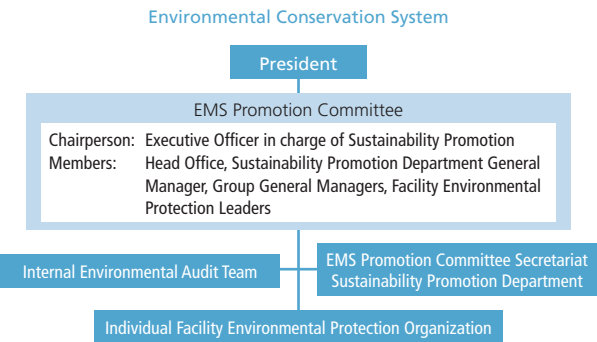 Environmental Conservation System
President
EMS Promotion Committee
Chairperson: Executive Officer in charge of Sustainability Promotion
Members: Head Office, Sustainability Promotion Department General
Manager, Group General Managers, Facility Environmental
Protection Leaders
Internal Environmental Audit Team
EMS Promotion Committee Secretariat
Sustainability Promotion Department
Individual Facility Environmental Protection Organization